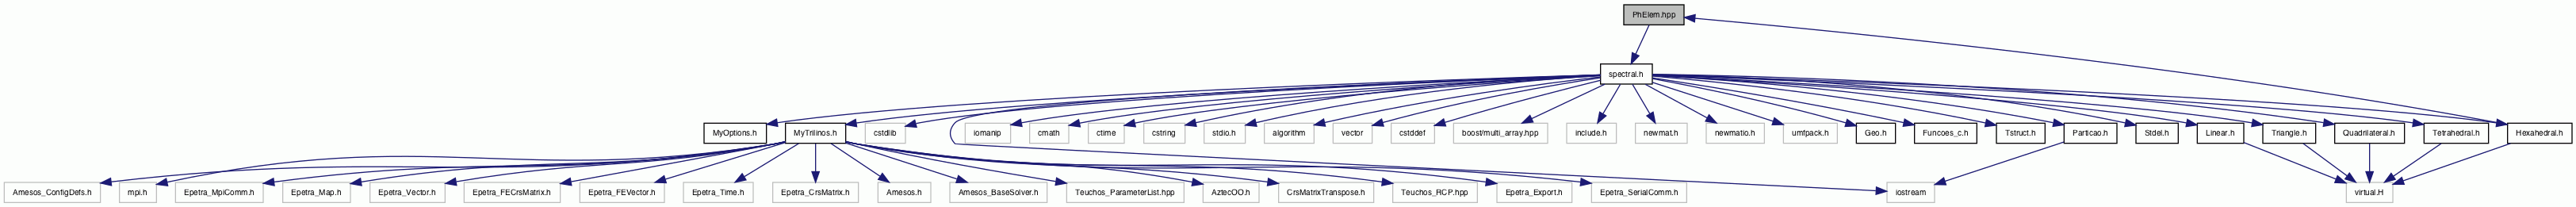 PhElem.hpp
spectral.h
MyOptions.h
MyTrilinos.h
cstdlib
iomanip
cmath
ctime
cstring
stdio.h
algorithm
vector
cstddef
boost/multi_array.hpp
include.h
newmat.h
newmatio.h
umfpack.h
Geo.h
Funcoes_c.h
Tstruct.h
Particao.h
Stdel.h
Linear.h
Triangle.h
Quadrilateral.h
Tetrahedral.h
Hexahedral.h
Amesos_ConfigDefs.h
mpi.h
Epetra_MpiComm.h
Epetra_Map.h
Epetra_Vector.h
Epetra_FECrsMatrix.h
Epetra_FEVector.h
Epetra_Time.h
Epetra_CrsMatrix.h
Amesos.h
Amesos_BaseSolver.h
Teuchos_ParameterList.hpp
AztecOO.h
CrsMatrixTranspose.h
Teuchos_RCP.hpp
Epetra_Export.h
Epetra_SerialComm.h
iostream
virtual.H